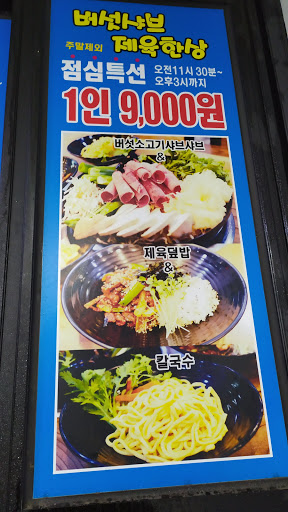 버섯샤브
주말제외 제육한상
점심특선 오전11시 30분~
오후3시까지
1인 9,000원
버섯소고기샤브샤브
&
제육덮밥
&
칼국수